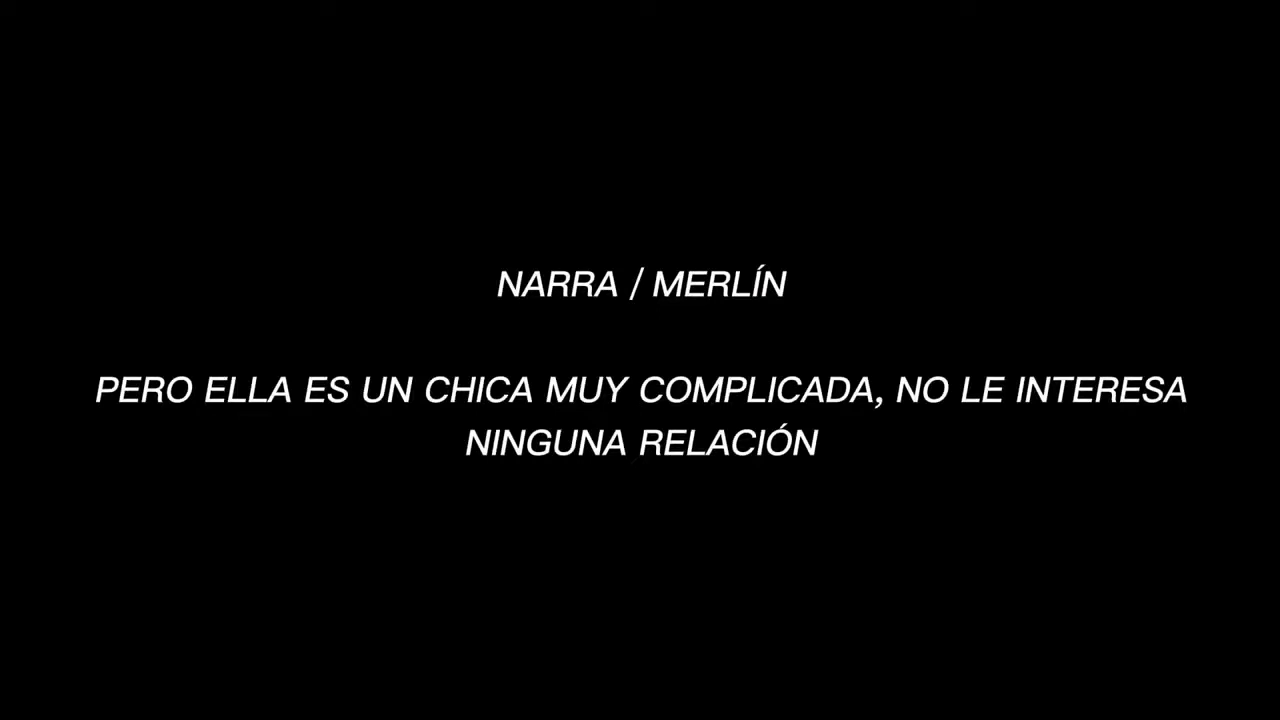 NARRA / MERLÍN
PERO ELLA ES UN CHICA MUY COMPLICADA, NO LE INTERESA
NINGUNA RELACIÓN